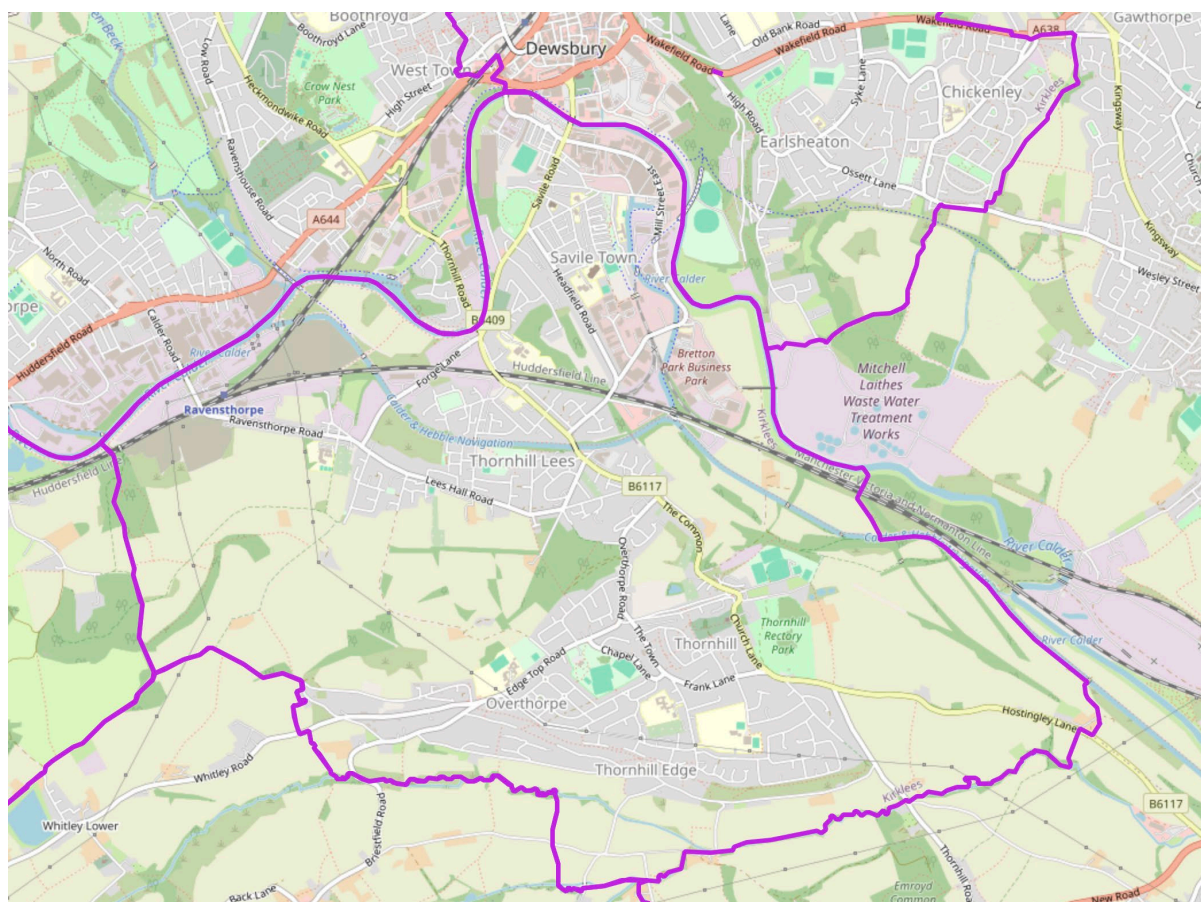 Boothroyd
Boothroyd Lane
Low Road
Crow Nest
Park
Heckmondwike Road
West Town
High Street
Dewsbury
Wakefield Road
Old Bank Road
Wakefield Road
Wakefield Road
A638
Gawthorpe
Lane
Syke Lane
Chickenley
Kirklees
Kingsway
Church
High Road
Earlsheaton
Ossett Lane
Kingsway
Wesley Street
Ravenshouse Road
A644
Savile Road
Mill Street East
Thornhill Road
Savile Town
River Calder
Headfield Road
North Road
thorpe
Calder Road
Huddersfield Road
River Calder
B6409
Forge Lane
Huddersfield Line
Bretton
Park Business
Park
Mitchell
Laithes
Waste Water
Treatment
Works
Ravensthorpe
Ravensthorpe Road
Calder & Hebble Navigation
Kirklees
Huddersfield Line
Thornhill Lees
Lees Hall Road
B6117
The Common
Manchester Victoria and Normanton Line
River Calder
Overthorpe Road
River Calder
The Town
Thornhill
Church Lane
Thornhill
Rectory
Park
Chapel Lane
Frank Lane
Edge Top Road
Overthorpe
Hostingley Lane
Whitley Road
Thornhill Edge
Kirklees
B6117
Whitley Lower
Briestfield Road
Thornhill Road
Back Lane
Emroyd
Common
New Road